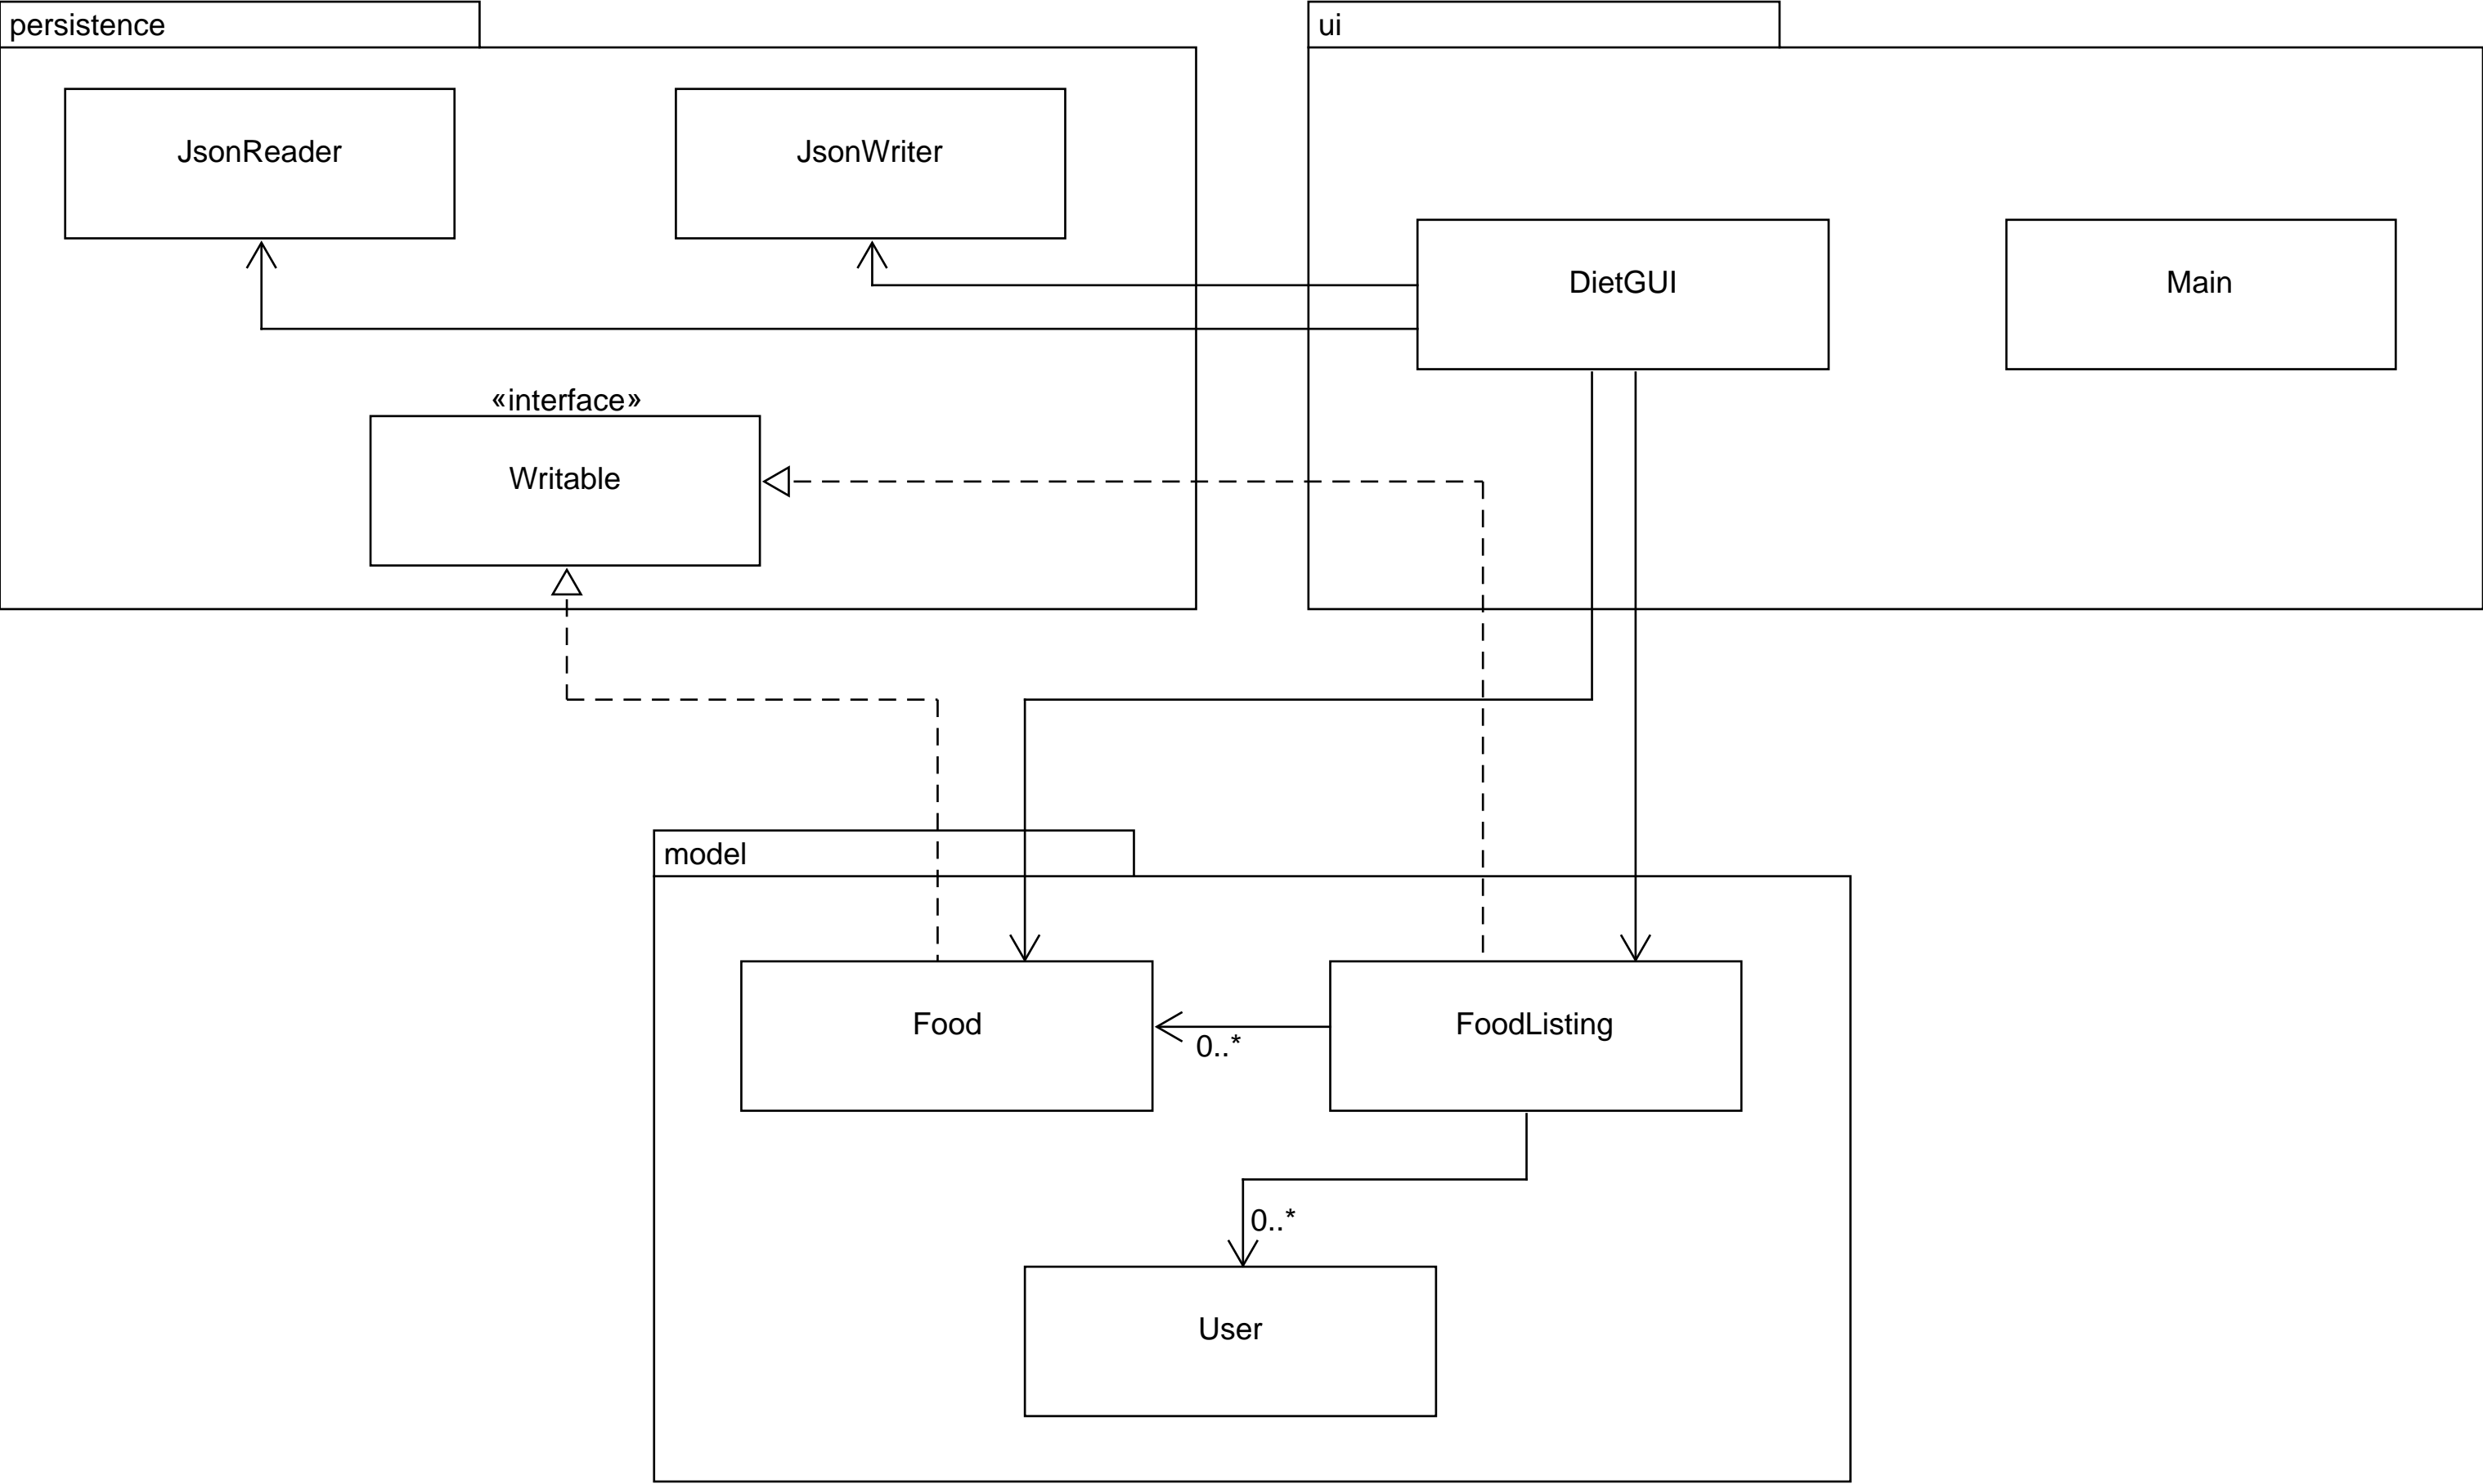 persistence
ui
JsonReader
JsonWriter
DietGUI
Main
«interface»
Writable
model
Food
FoodListing
0..*
0..*
User